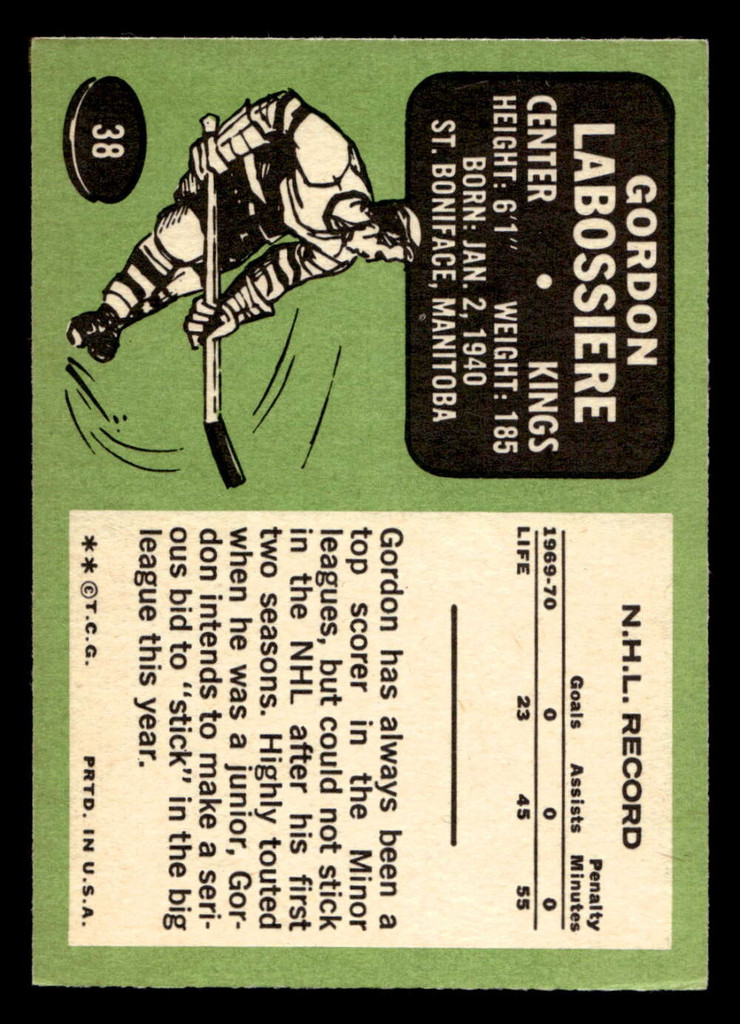 38
GORDON
LABOSSIERE
CENTER • KINGS
HEIGHT: 6'1" WEIGHT: 185
BORN: JAN. 2, 1940
ST. BONIFACE, MANITOBA
N.H.L. RECORD
Goals Assists Penalty Minutes
1969-70 0 0 0
LIFE 23 45 55
Gordon has always been a
top scorer in the Minor
leagues, but could not stick
in the NHL after his first
two seasons. Highly touted
when he was a junior, Gor-
don intends to make a seri-
ous bid to "stick" in the big
league this year.
**©T.C.G. PRTD. IN U.S.A.